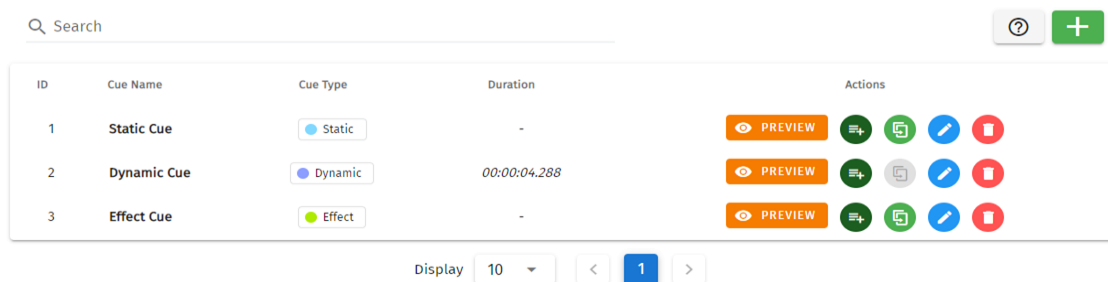 Search
ID Cue Name Cue Type Duration Actions
1 Static Cue Static - PREVIEW
2 Dynamic Cue Dynamic 00:00:04.288 PREVIEW
3 Effect Cue Effect - PREVIEW
Display 10 < 1 >